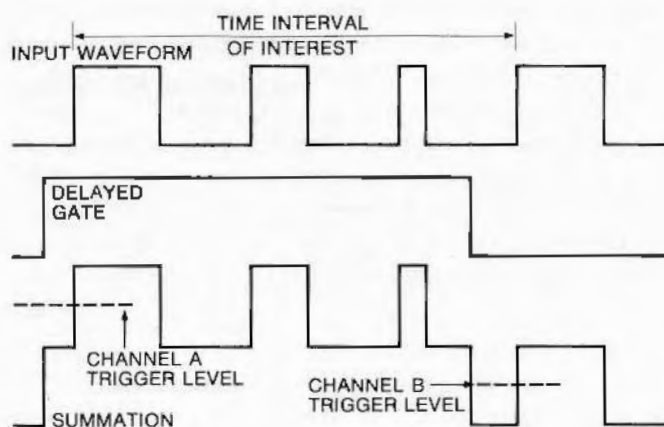 TIME INTERVAL
OF INTEREST
INPUT WAVEFORM
DELAYED
GATE
CHANNEL A
TRIGGER LEVEL
CHANNEL B
TRIGGER LEVEL
SUMMATION